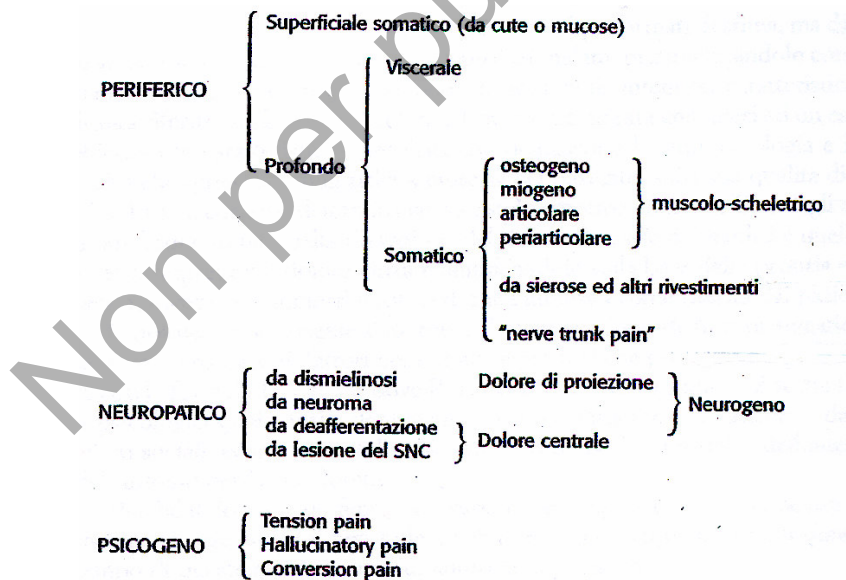 Superficiale somatico (da cute o mucose)
PERIFERICO
Viscerale
Profondo
Somatico
osteogeno
miogeno
articolare
periarticolare
muscolo-scheletrico
da sierose ed altri rivestimenti
“nerve trunk pain”
NEUROPATICO
da dismielinosi
da neuroma
da deafferentazione
da lesione del SNC
Dolore di proiezione
Dolore centrale
Neurogeno
PSICOGENO
Tension pain
Hallucinatory pain
Conversion pain
Non per pu